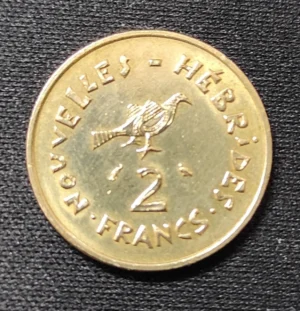 NOUVELLES - HÉBRIDES
2
· FRANCS ·